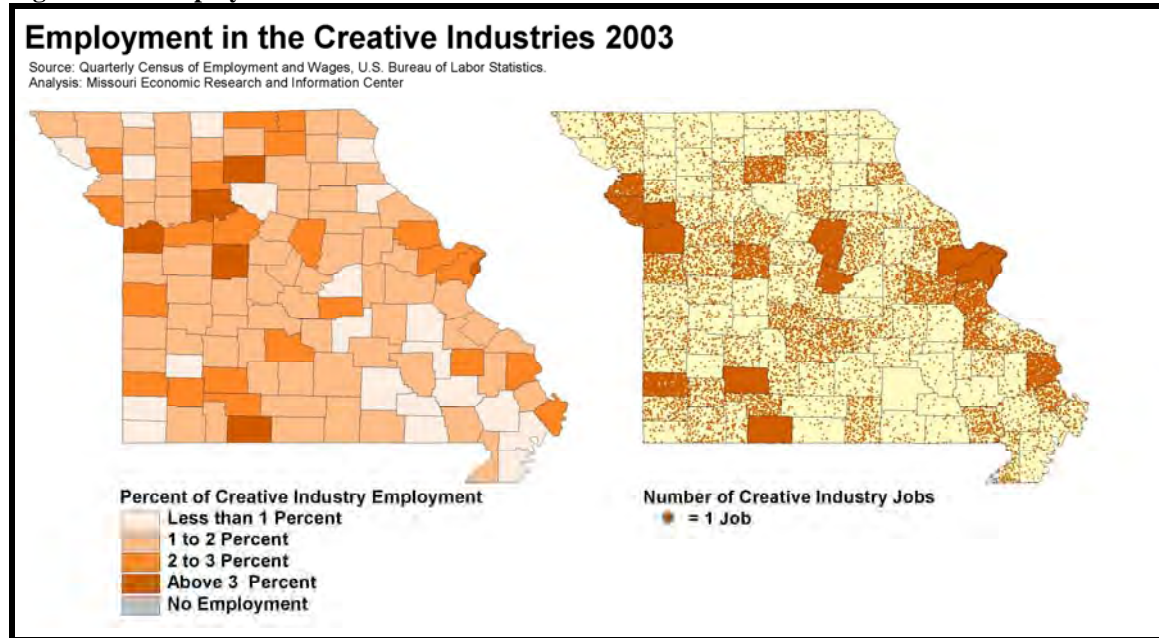 Employment in the Creative Industries 2003
Source: Quarterly Census of Employment and Wages, U.S. Bureau of Labor Statistics.
Analysis: Missouri Economic Research and Information Center
Percent of Creative Industry Employment
Less than 1 Percent
1 to 2 Percent
2 to 3 Percent
Above 3 Percent
No Employment
Number of Creative Industry Jobs
= 1 Job